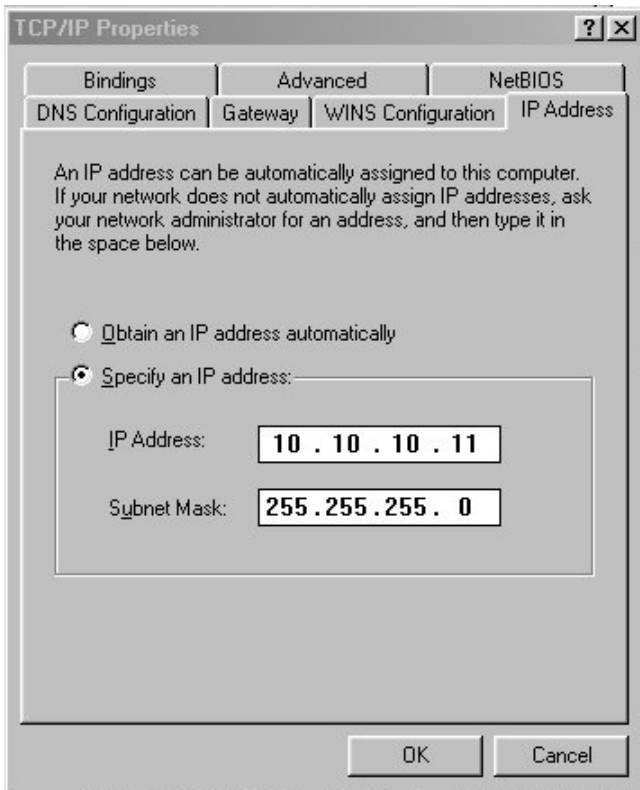 TCP/IP Properties
? ×
Bindings Advanced NetBIOS
DNS Configuration Gateway WINS Configuration IP Address
An IP address can be automatically assigned to this computer.
If your network does not automatically assign IP addresses, ask
your network administrator for an address, and then type it in
the space below.
Obtain an IP address automatically
Specify an IP address:
IP Address: 10 . 10 . 10 . 11
Subnet Mask: 255.255.255. 0
OK Cancel